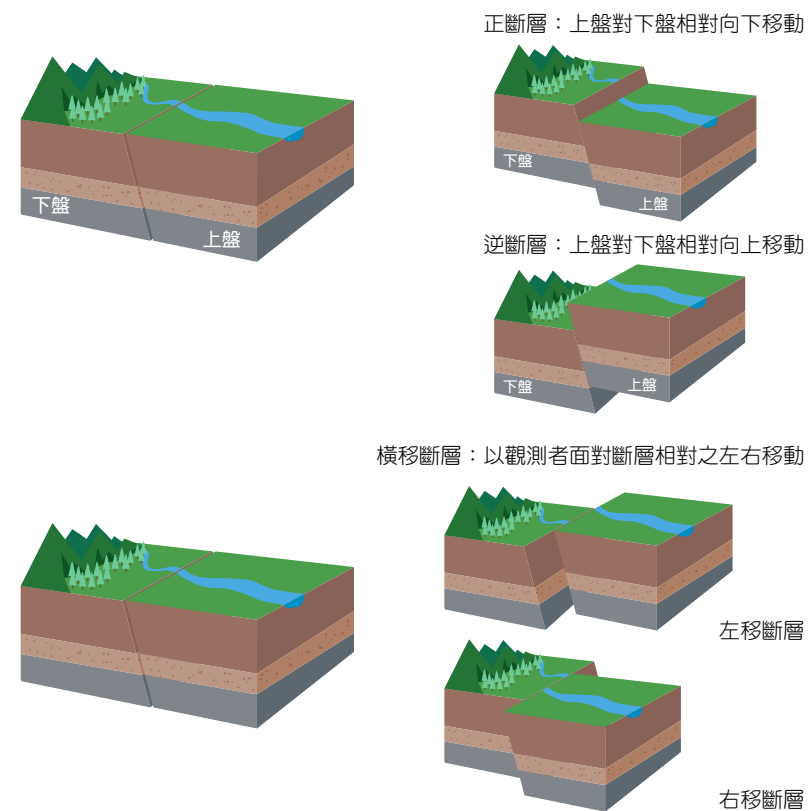 正斷層：上盤對下盤相對向下移動
下盤
上盤
下盤
上盤
逆斷層：上盤對下盤相對向上移動
下盤
上盤
橫移斷層：以觀測者面對斷層相對之左右移動
左移斷層
右移斷層